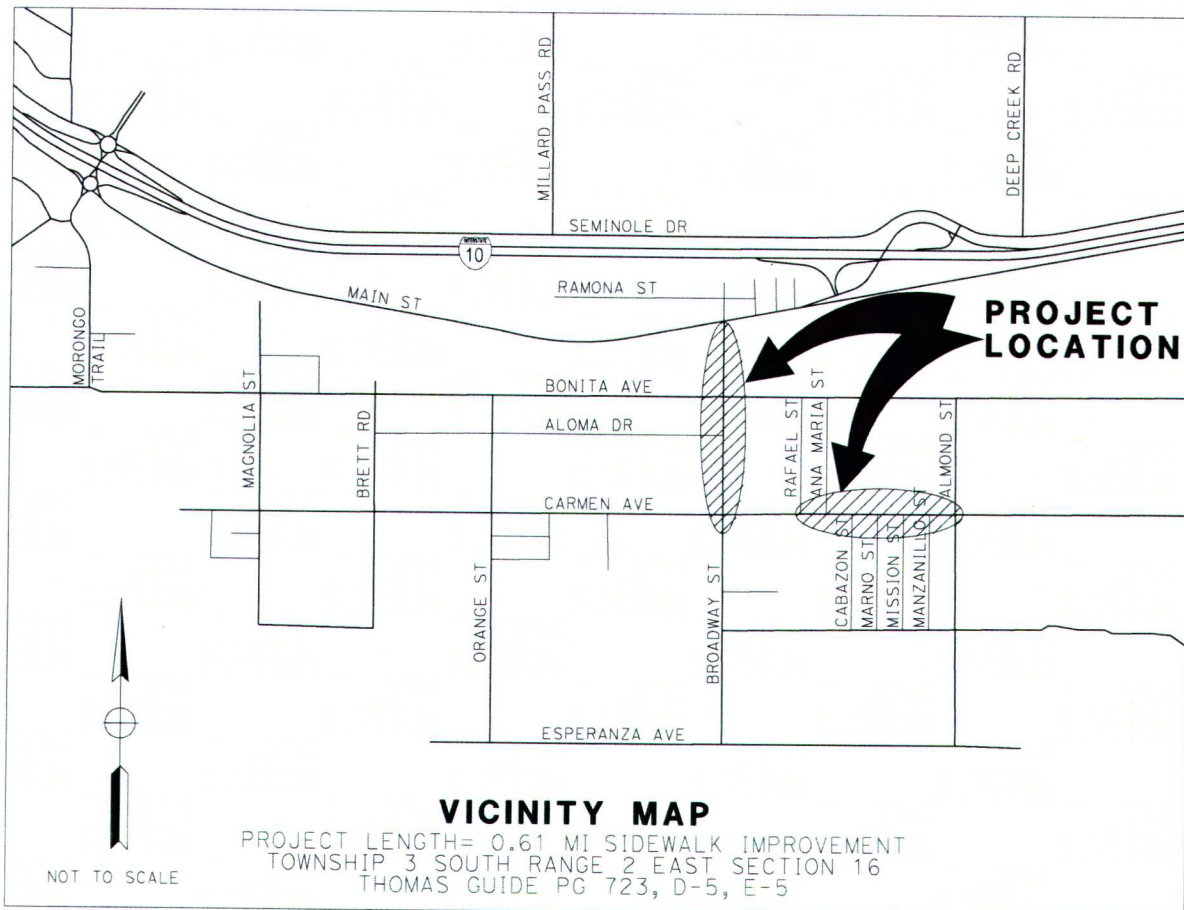 MILLARD PASS RD
DEEP CREEK RD
SEMINOLE DR
INTERSTATE
10
RAMONA ST
MAIN ST
PROJECT
LOCATION
MORONGO
TRAIL
MAGNOLIA ST
BONITA AVE
BRETT RD
ALOMA DR
RAFAEL ST
ANA MARIA ST
ALMOND ST
CARMEN AVE
ORANGE ST
BROADWAY ST
CABAZON ST
MARNO ST
MISSION ST
MANZANILLO ST
ESPERANZA AVE
VICINITY MAP
PROJECT LENGTH= 0.61 MI SIDEWALK IMPROVEMENT
TOWNSHIP 3 SOUTH RANGE 2 EAST SECTION 16
THOMAS GUIDE PG 723, D-5, E-5
NOT TO SCALE